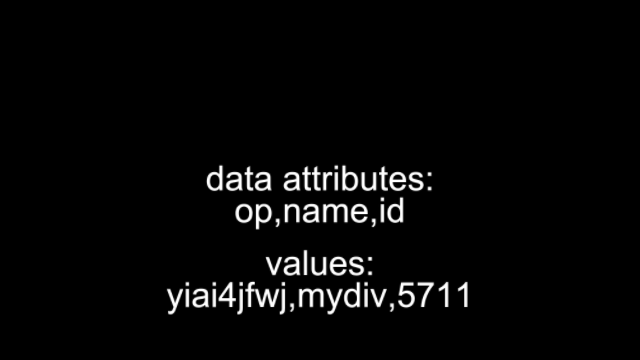 data attributes:
op,name,id
values:
yiai4jfwj,mydiv,5711